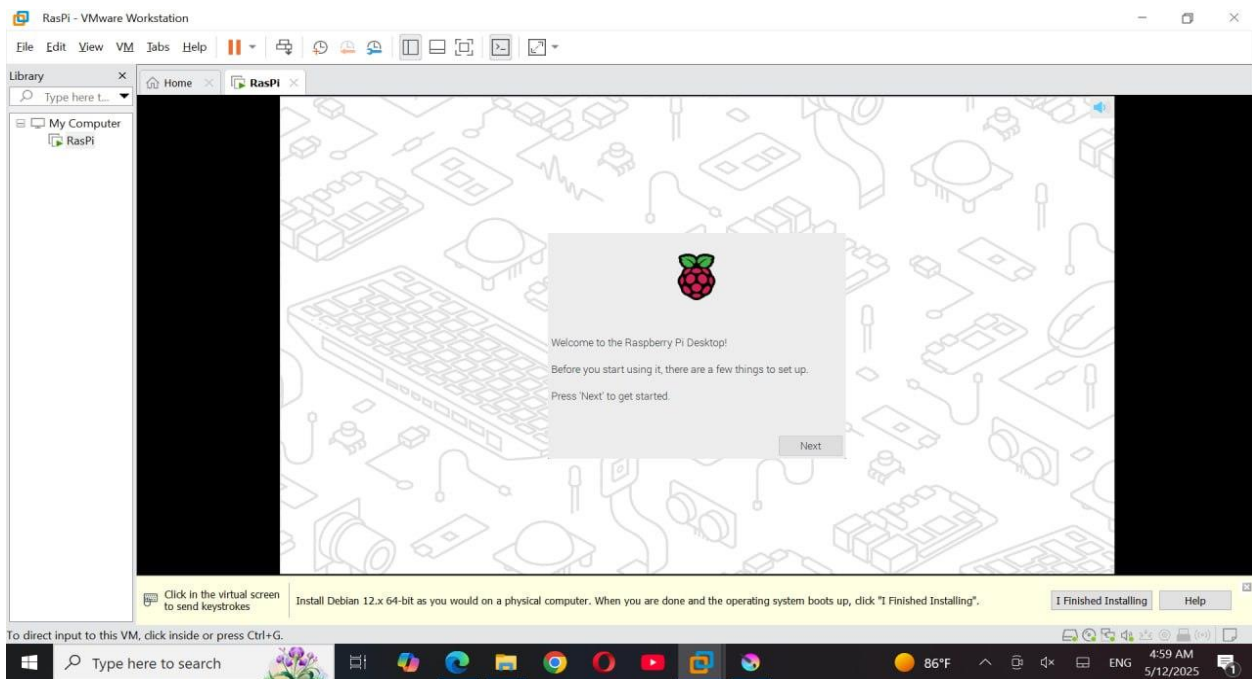 RasPi - VMware Workstation
File Edit View VM Tabs Help
Library
Home
RasPi
Type here t...
My Computer
RasPi
Welcome to the Raspberry Pi Desktop!
Before you start using it, there are a few things to set up.
Press 'Next' to get started.
Next
Click in the virtual screen
to send keystrokes
Install Debian 12.x 64-bit as you would on a physical computer. When you are done and the operating system boots up, click "I Finished Installing".
I Finished Installing
Help
To direct input to this VM, click inside or press Ctrl+G.
Type here to search
86°F
ENG
4:59 AM
5/12/2025
1